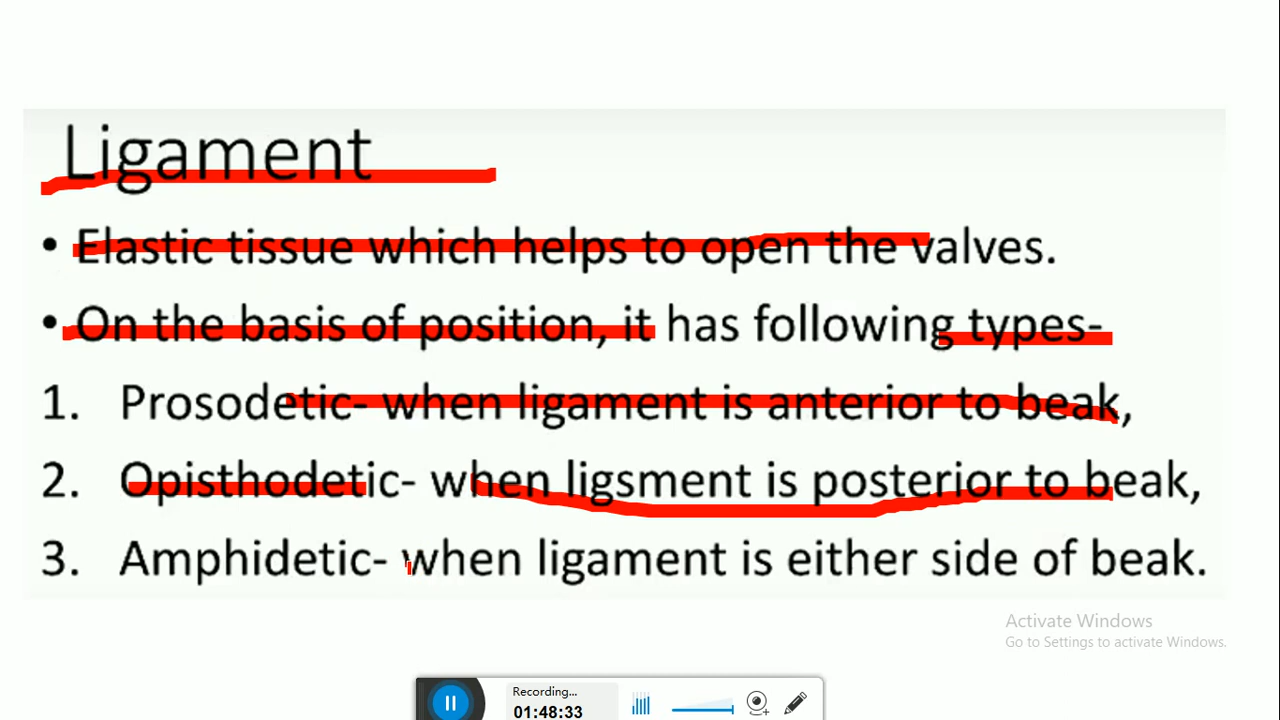 Ligament
• Elastic tissue which helps to open the valves.
• On the basis of position, it has following types-
1. Prosodetic- when ligament is anterior to beak,
2. Opisthodetic- when ligsment is posterior to beak,
3. Amphidetic- when ligament is either side of beak.
Activate Windows
Go to Settings to activate Windows.
Recording...
01:48:33